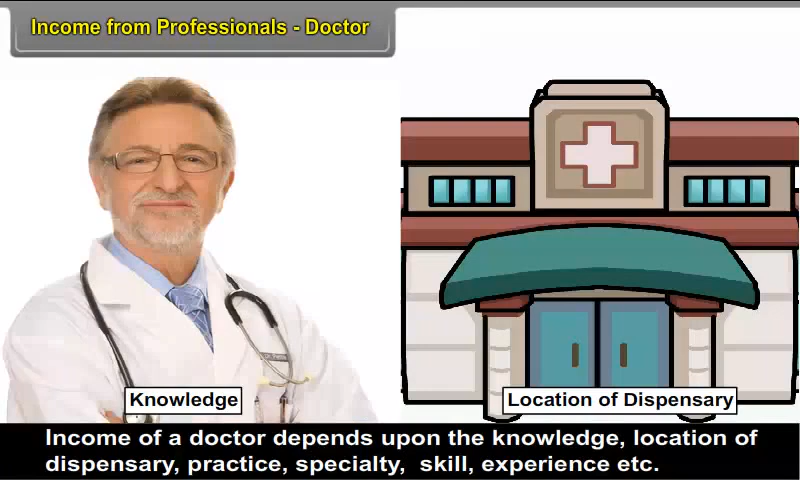 Income from Professionals - Doctor
Knowledge
Location of Dispensary
Income of a doctor depends upon the knowledge, location of
dispensary, practice, specialty, skill, experience etc.